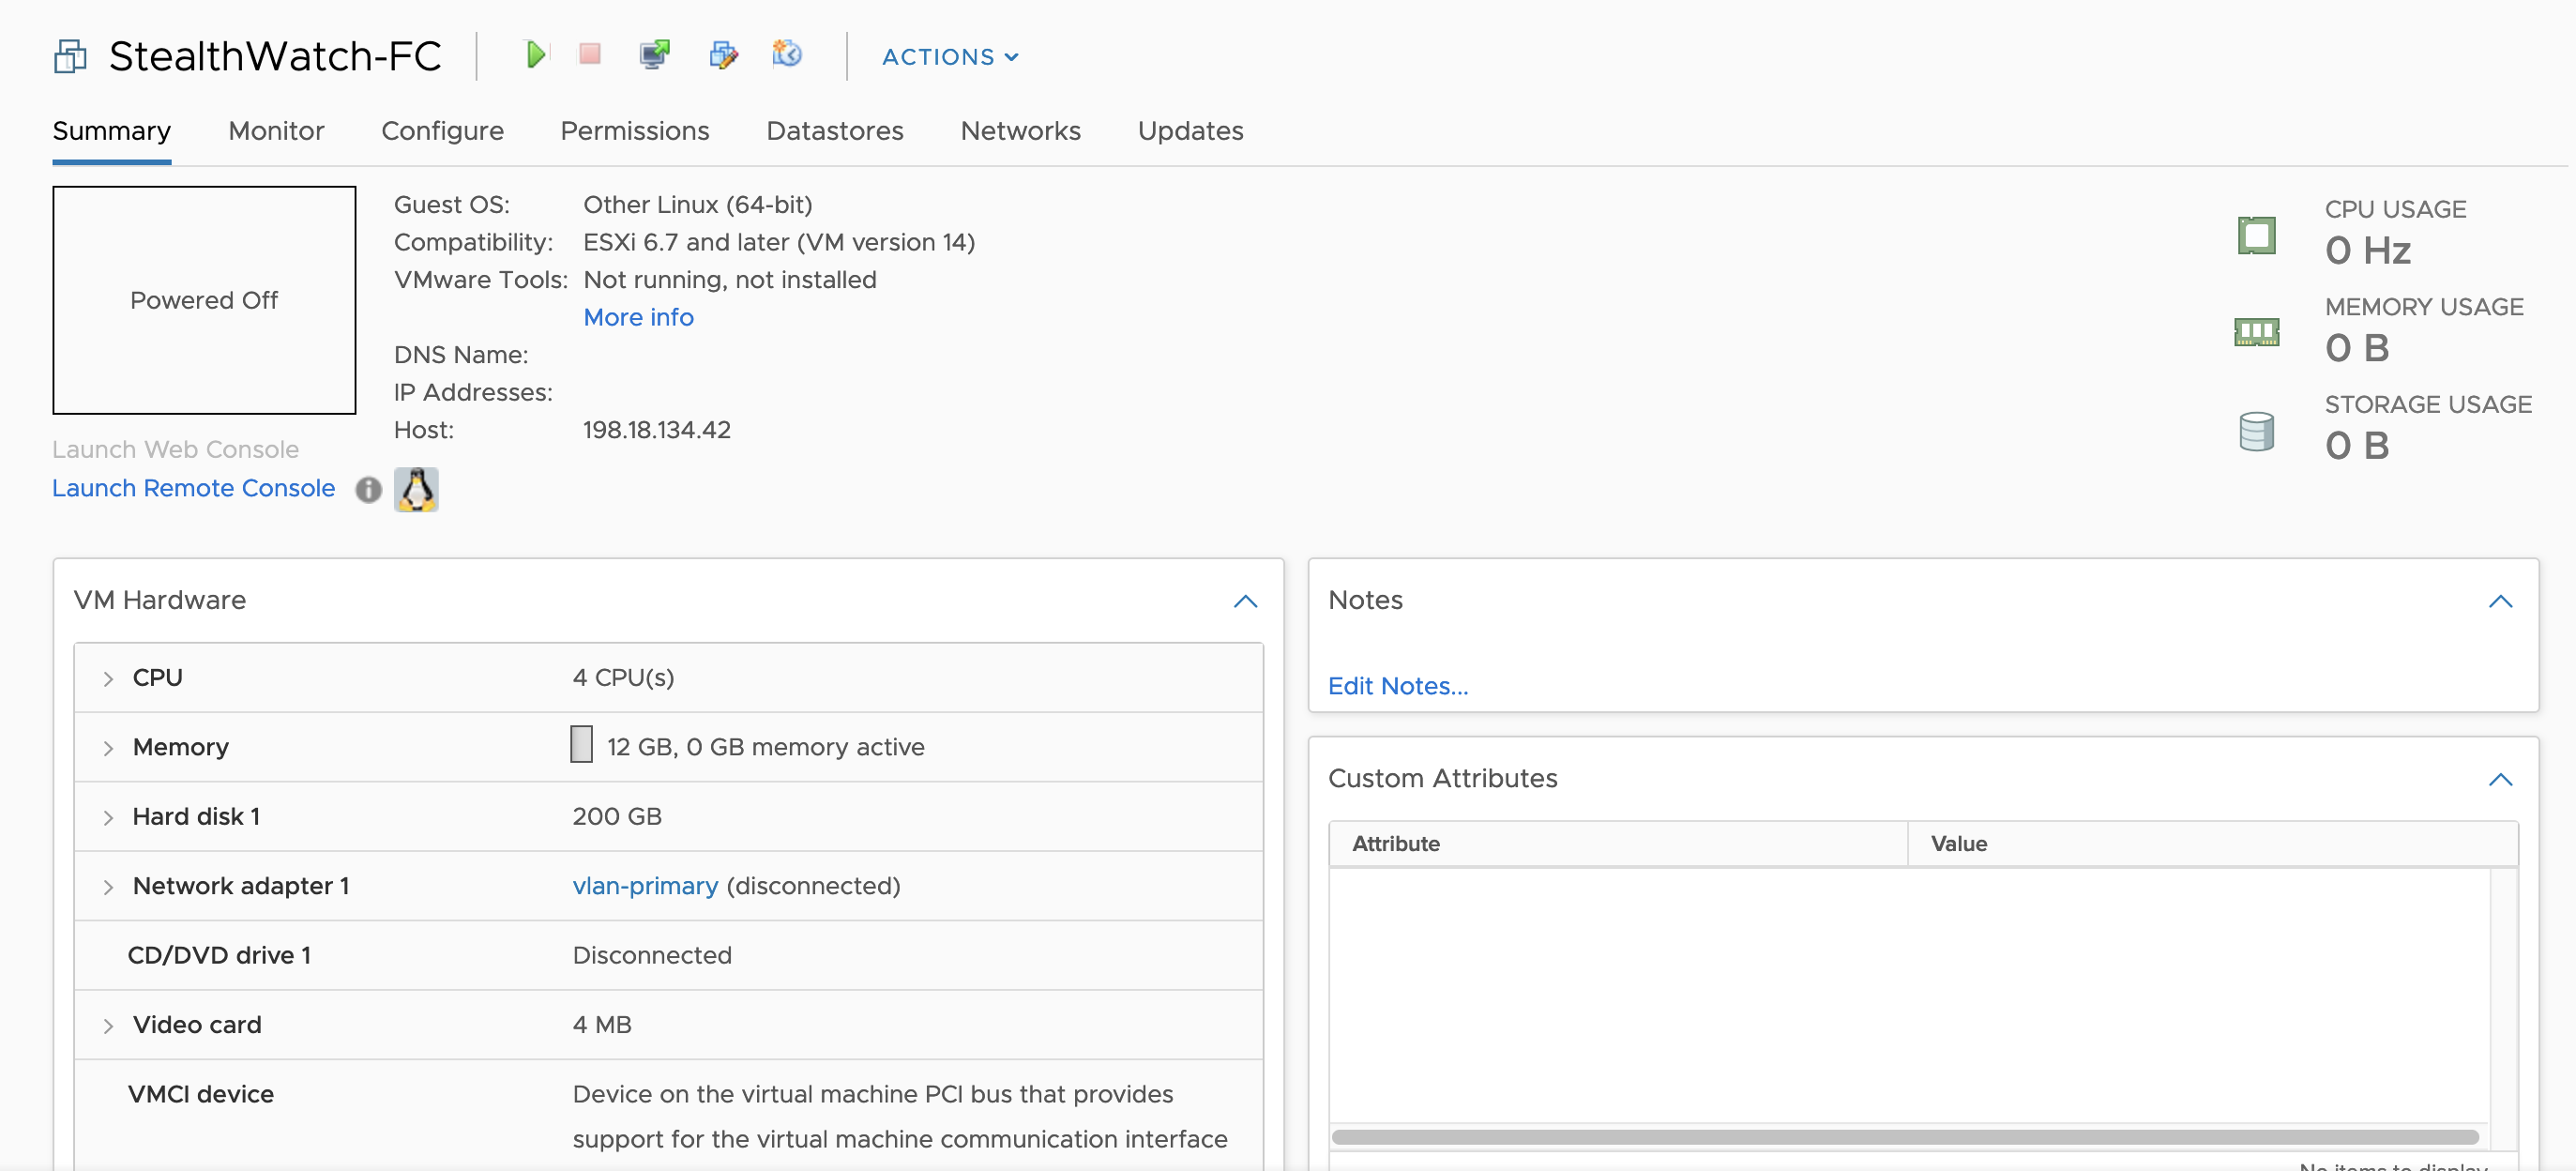 StealthWatch-FC
ACTIONS
Summary Monitor Configure Permissions Datastores Networks Updates
Powered Off
Launch Web Console
Launch Remote Console
Guest OS: Other Linux (64-bit)
Compatibility: ESXi 6.7 and later (VM version 14)
VMware Tools: Not running, not installed
More info
DNS Name:
IP Addresses:
Host: 198.18.134.42
CPU USAGE
0 Hz
MEMORY USAGE
0 B
STORAGE USAGE
0 B
VM Hardware
CPU 4 CPU(s)
Memory 12 GB, 0 GB memory active
Hard disk 1 200 GB
Network adapter 1 vlan-primary (disconnected)
CD/DVD drive 1 Disconnected
Video card 4 MB
VMCI device Device on the virtual machine PCI bus that provides
support for the virtual machine communication interface
Notes
Edit Notes...
Custom Attributes
Attribute Value
No items to display